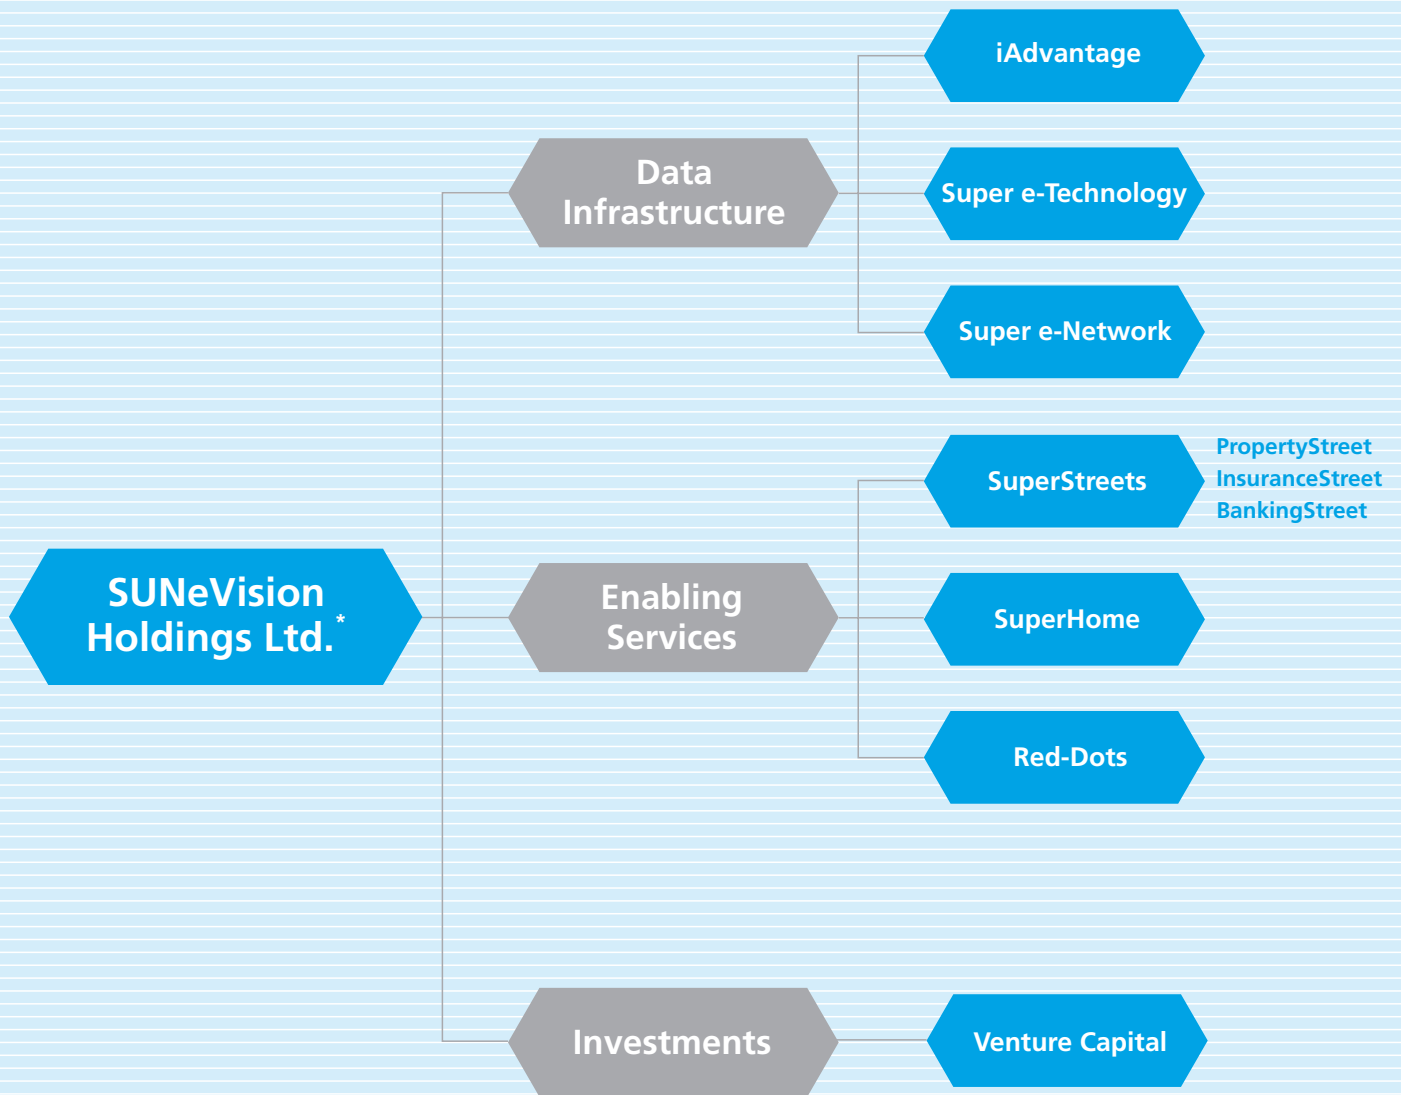 iAdvantage
Data
Infrastructure
Super e-Technology
Super e-Network
SuperStreets
PropertyStreet
InsuranceStreet
BankingStreet
SUNeVision
Holdings Ltd.*
Enabling
Services
SuperHome
Red-Dots
Investments
Venture Capital